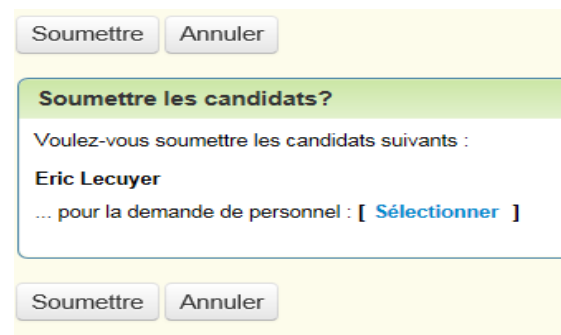 Soumettre Annuler
Soumettre les candidats?
Voulez-vous soumettre les candidats suivants :
Eric Lecuyer
... pour la demande de personnel : [ Sélectionner ]
Soumettre Annuler